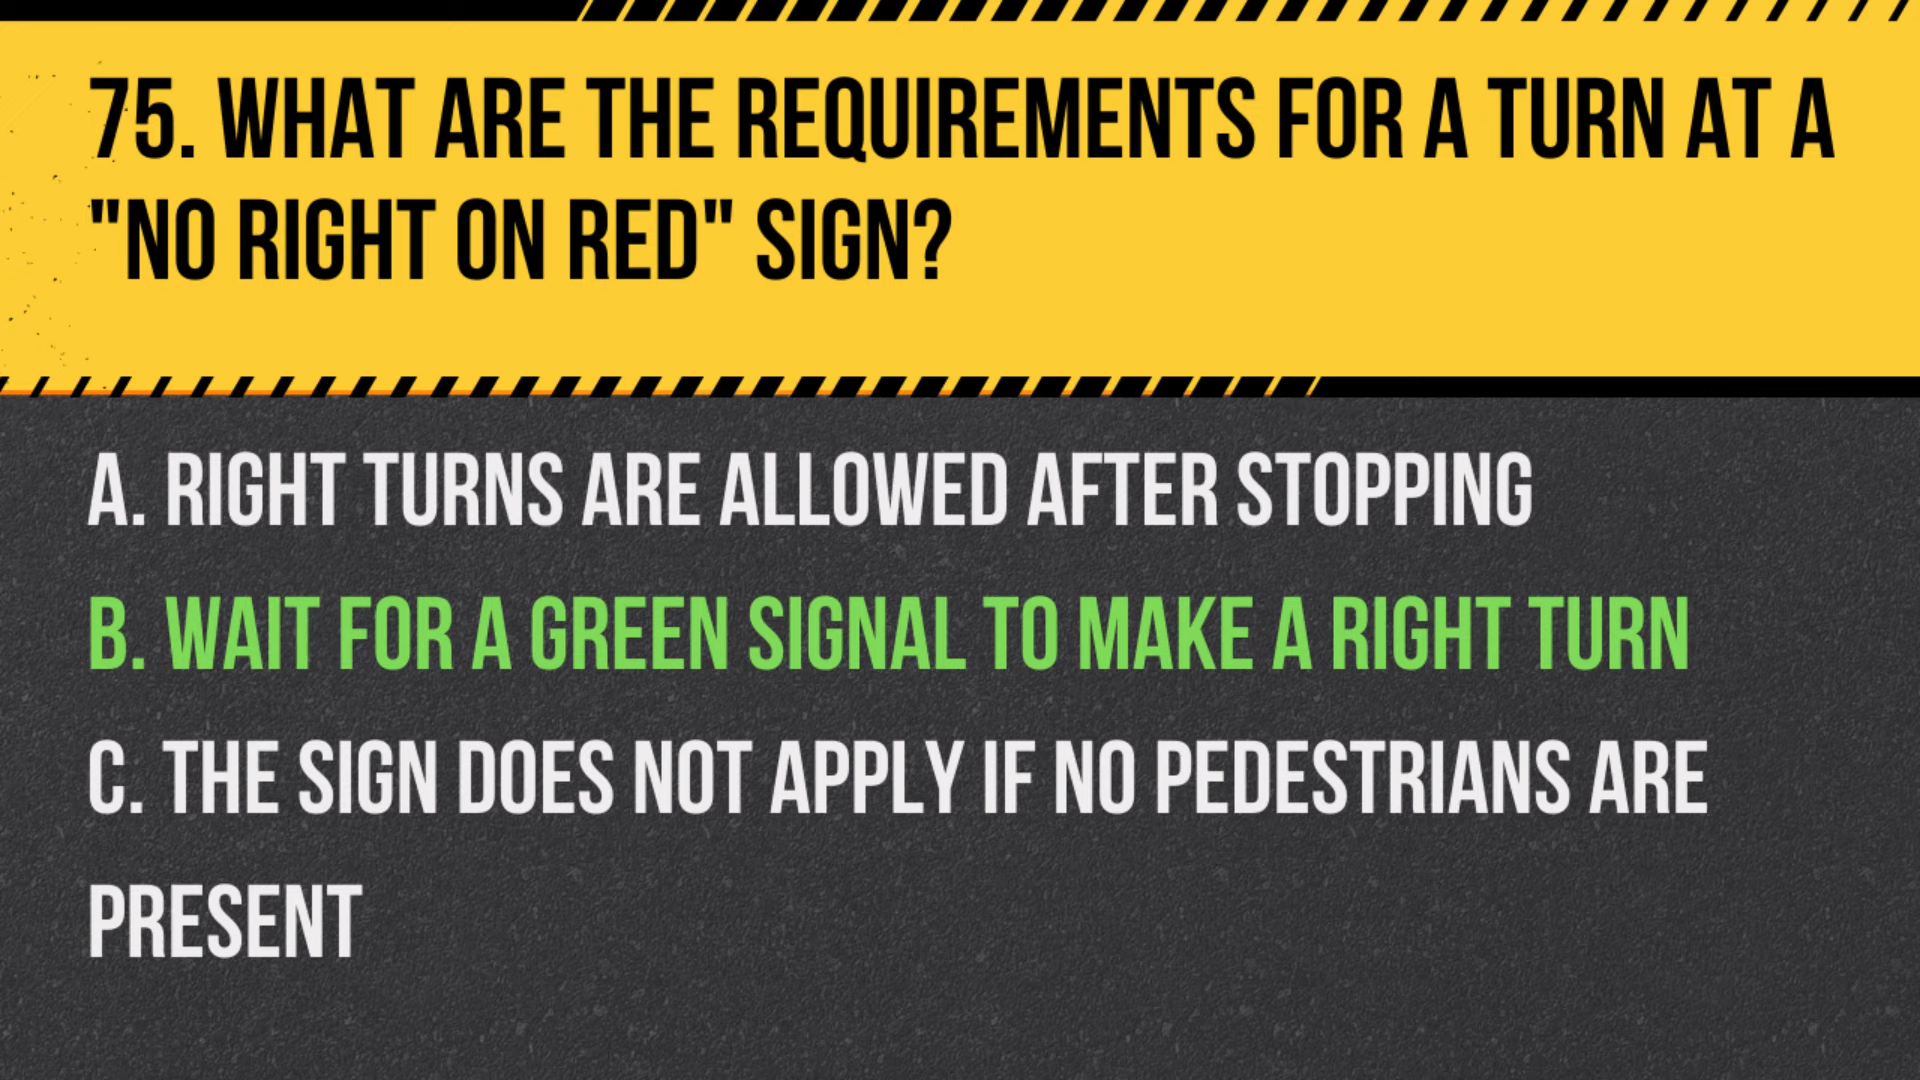 75. WHAT ARE THE REQUIREMENTS FOR A TURN AT A
"NO RIGHT ON RED" SIGN?
A. RIGHT TURNS ARE ALLOWED AFTER STOPPING
B. WAIT FOR A GREEN SIGNAL TO MAKE A RIGHT TURN
C. THE SIGN DOES NOT APPLY IF NO PEDESTRIANS ARE
PRESENT